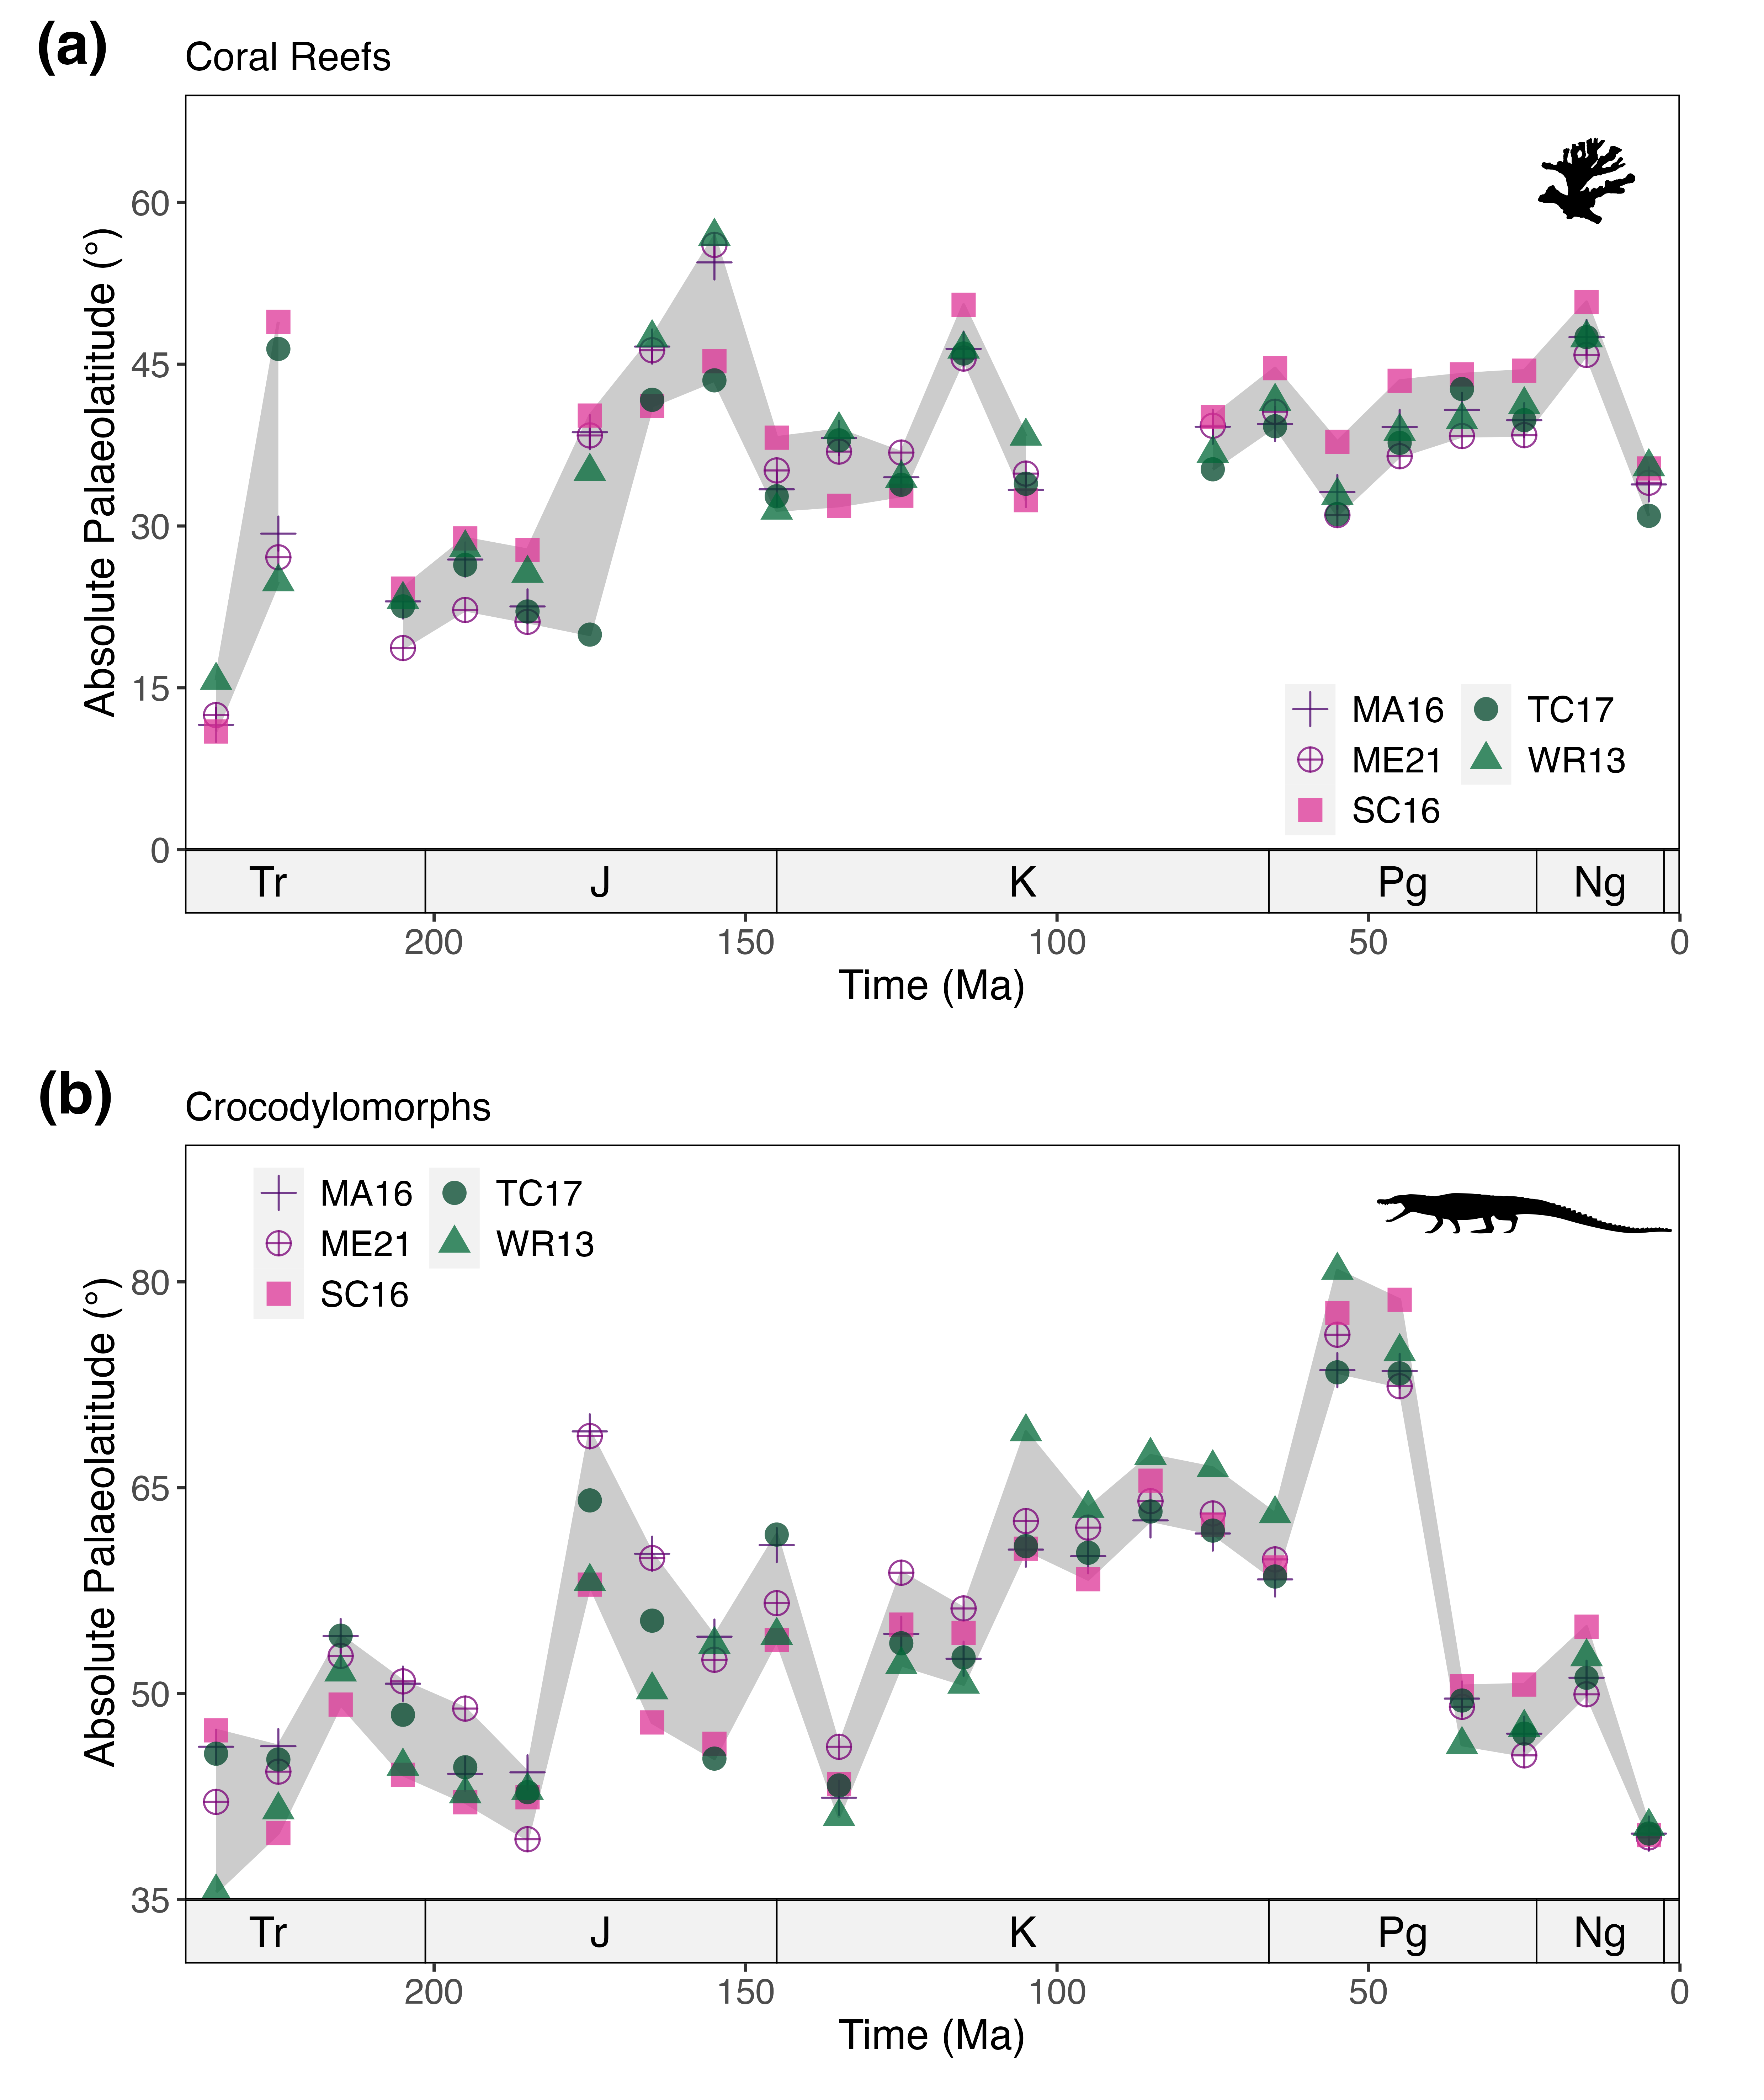 (a)
Coral Reefs
Absolute Palaeolatitude (°)
60
45
30
15
0
MA16 TC17
ME21 WR13
SC16
Tr J K Pg Ng
200 150 100 50 0
Time (Ma)
(b)
Crocodylomorphs
Absolute Palaeolatitude (°)
MA16 TC17
ME21 WR13
SC16
80
65
50
35
Tr J K Pg Ng
200 150 100 50 0
Time (Ma)